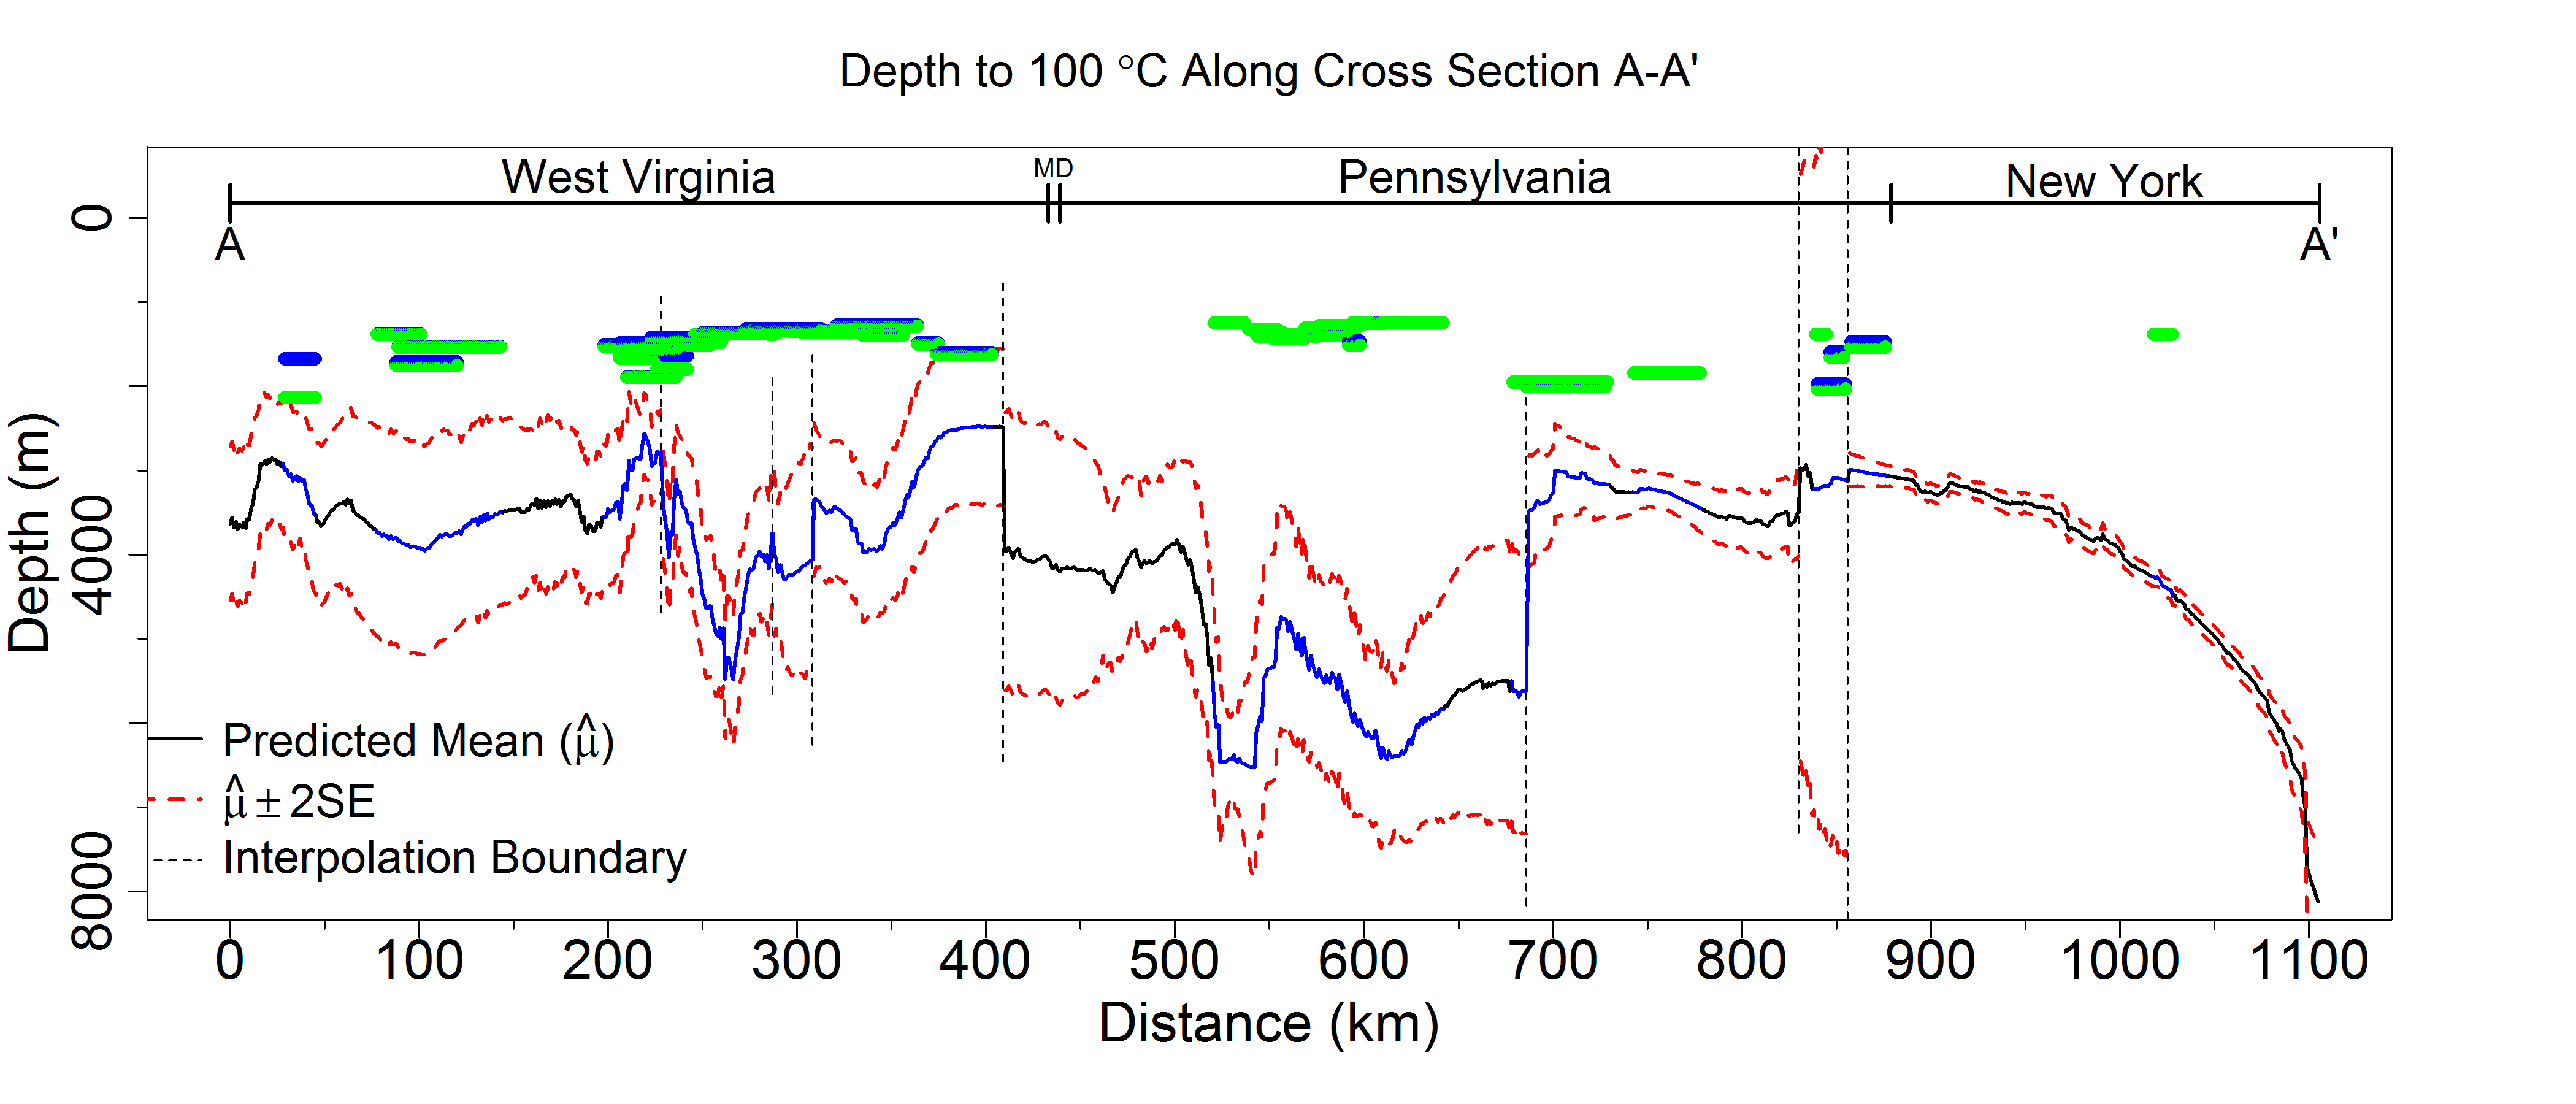 Depth to 100 °C Along Cross Section A-A'
West Virginia
MD
Pennsylvania
New York
A
A'
Depth (m)
0
4000
8000
Predicted Mean (μ̂)
μ̂ ± 2SE
Interpolation Boundary
0 100 200 300 400 500 600 700 800 900 1000 1100
Distance (km)